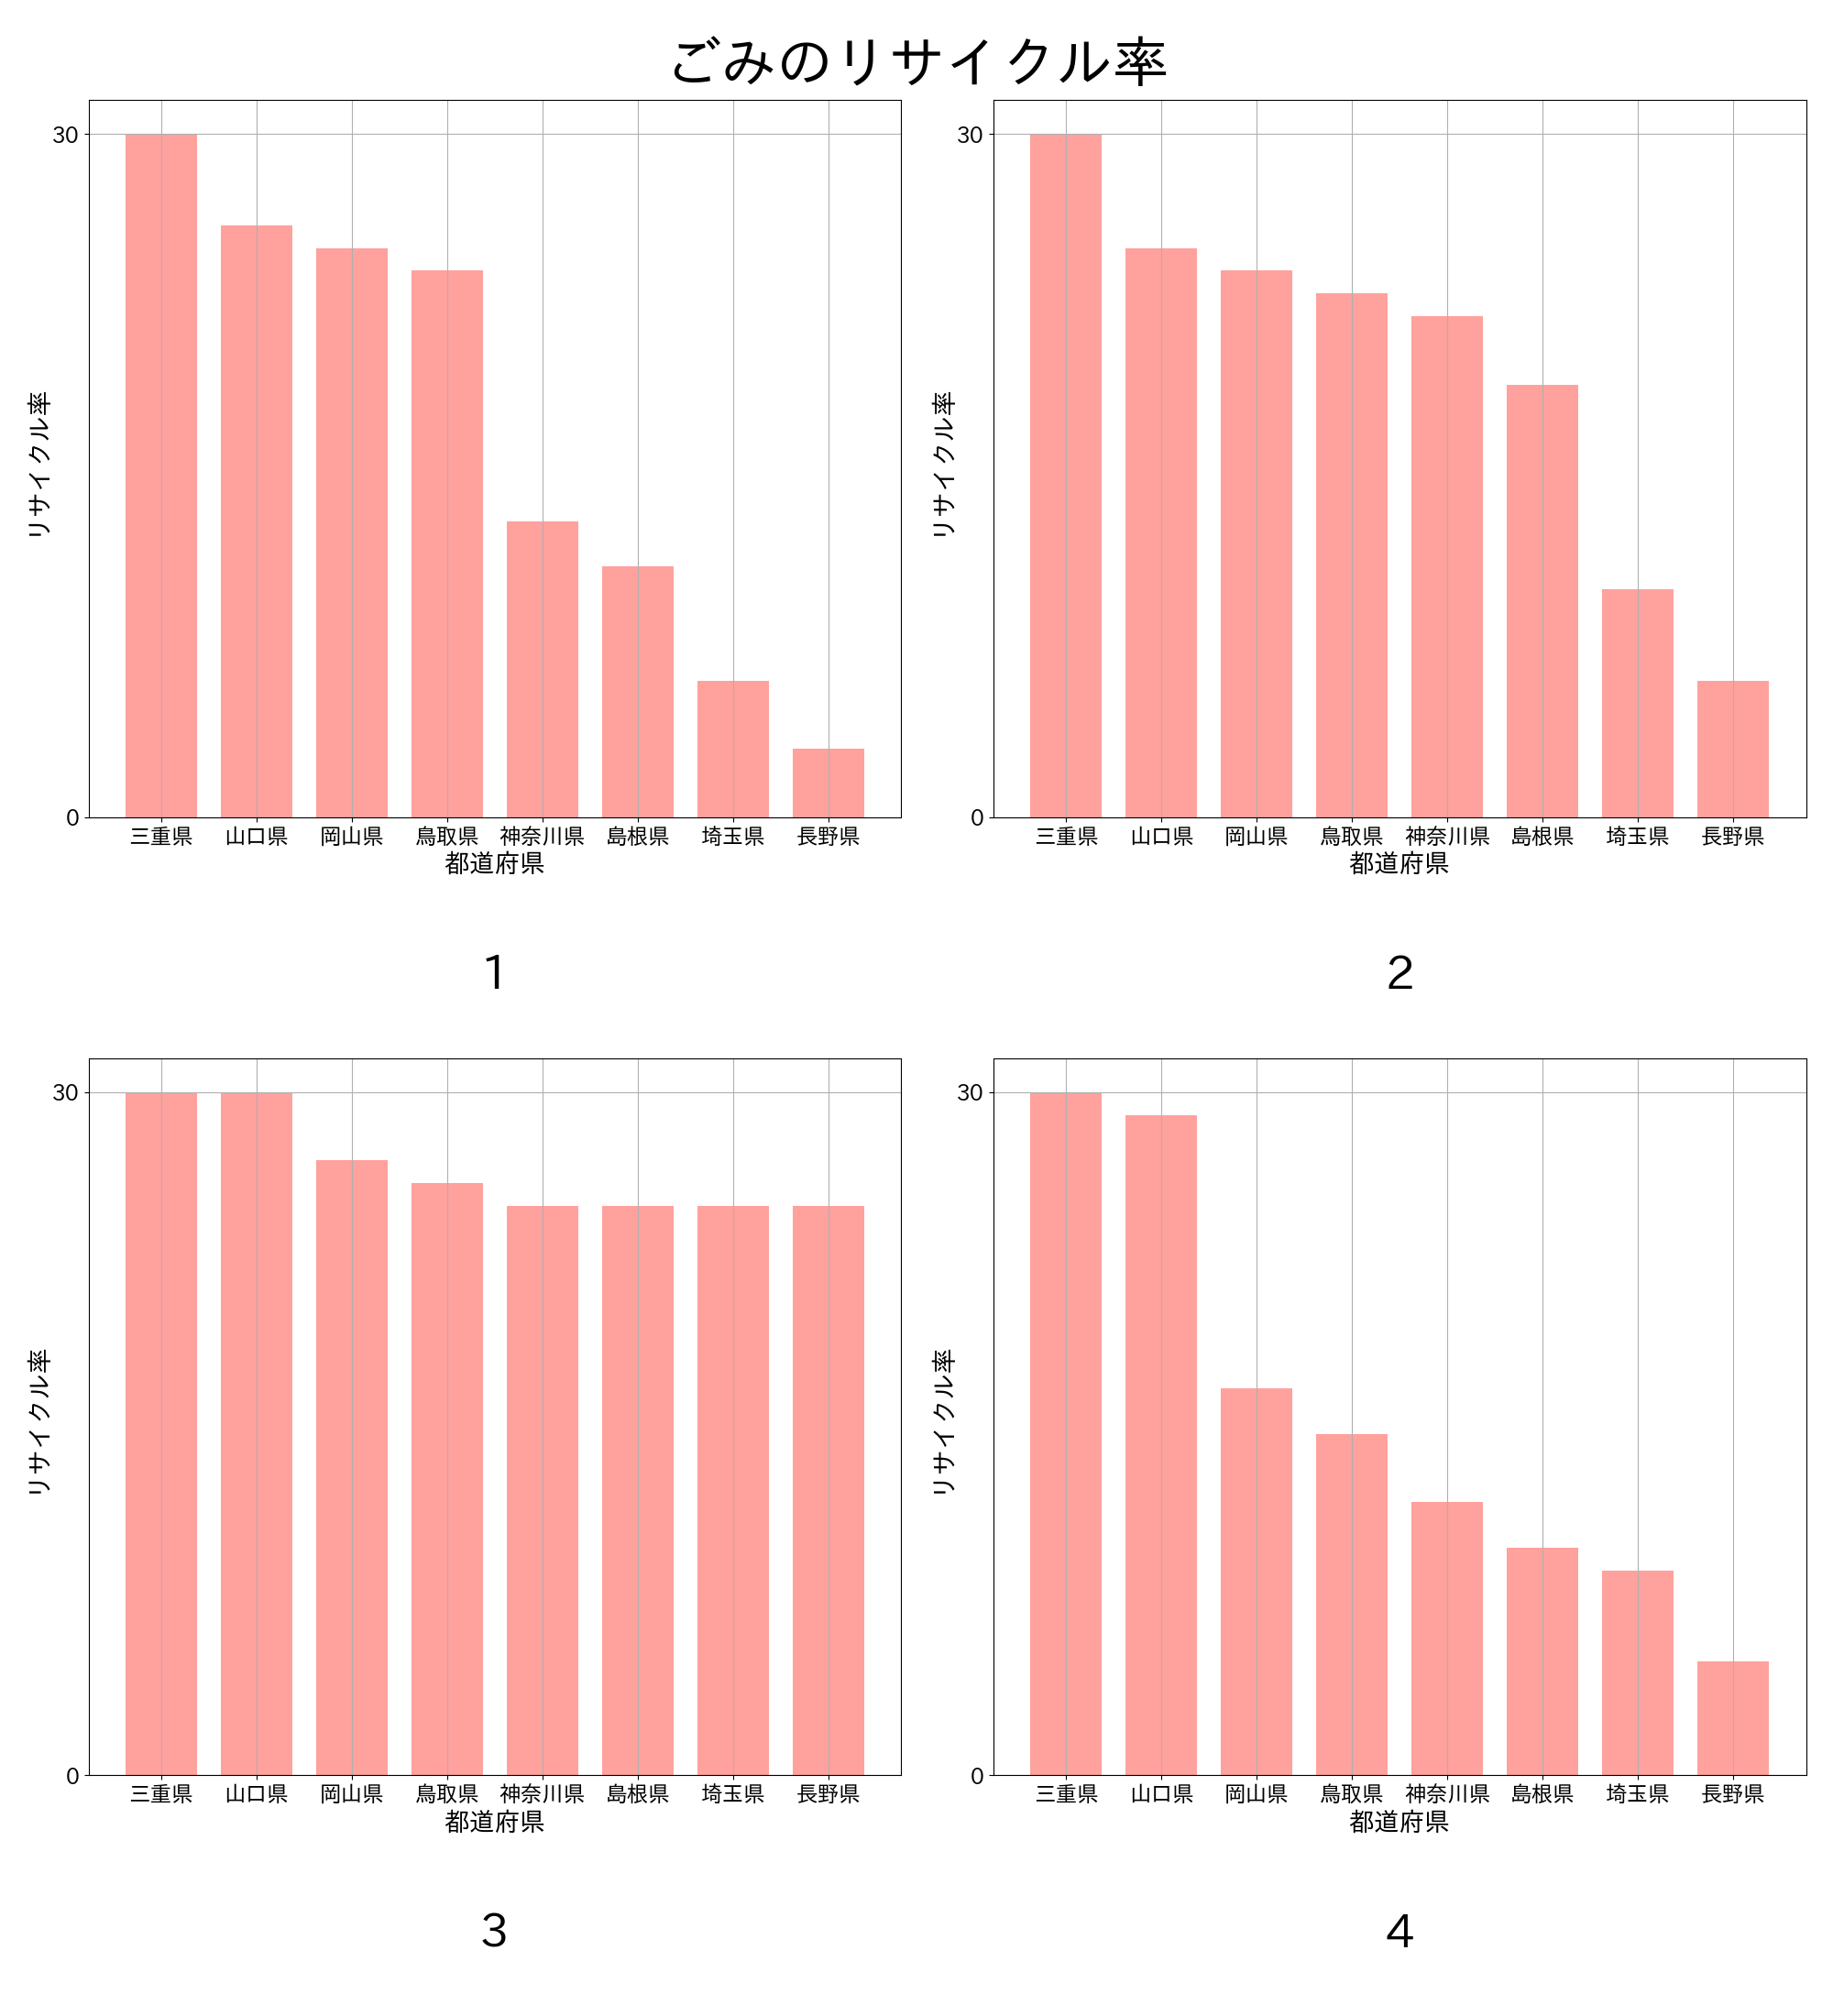 ごみのリサイクル率
30
0
リサイクル率
三重県 山口県 岡山県 鳥取県 神奈川県 島根県 埼玉県 長野県
都道府県
1
30
0
リサイクル率
三重県 山口県 岡山県 鳥取県 神奈川県 島根県 埼玉県 長野県
都道府県
2
30
0
リサイクル率
三重県 山口県 岡山県 鳥取県 神奈川県 島根県 埼玉県 長野県
都道府県
3
30
0
リサイクル率
三重県 山口県 岡山県 鳥取県 神奈川県 島根県 埼玉県 長野県
都道府県
4